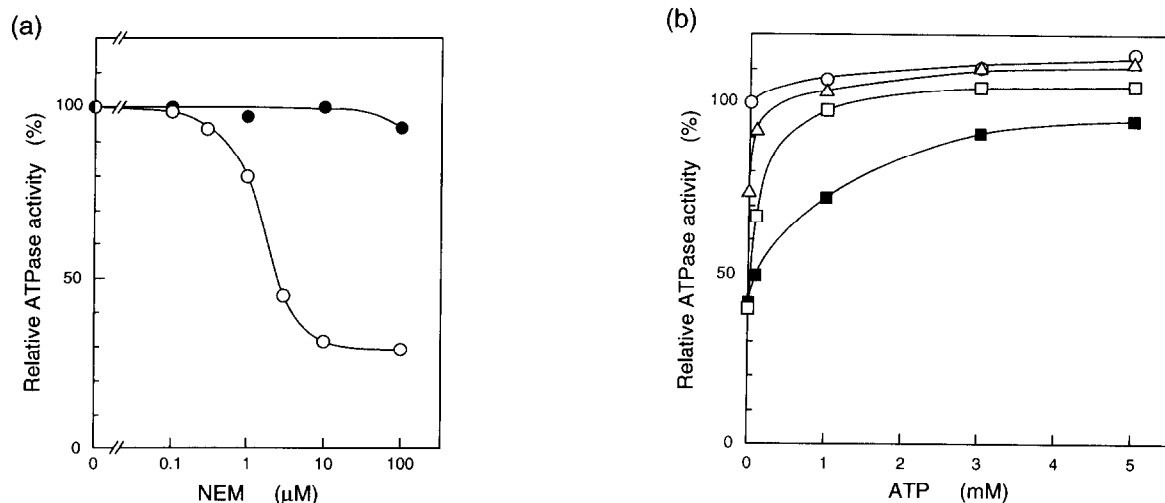 (a)
Relative ATPase activity (%)
100
50
0
0 0.1 1 10 100
NEM (μM)
(b)
Relative ATPase activity (%)
100
50
0
0 1 2 3 4 5
ATP (mM)